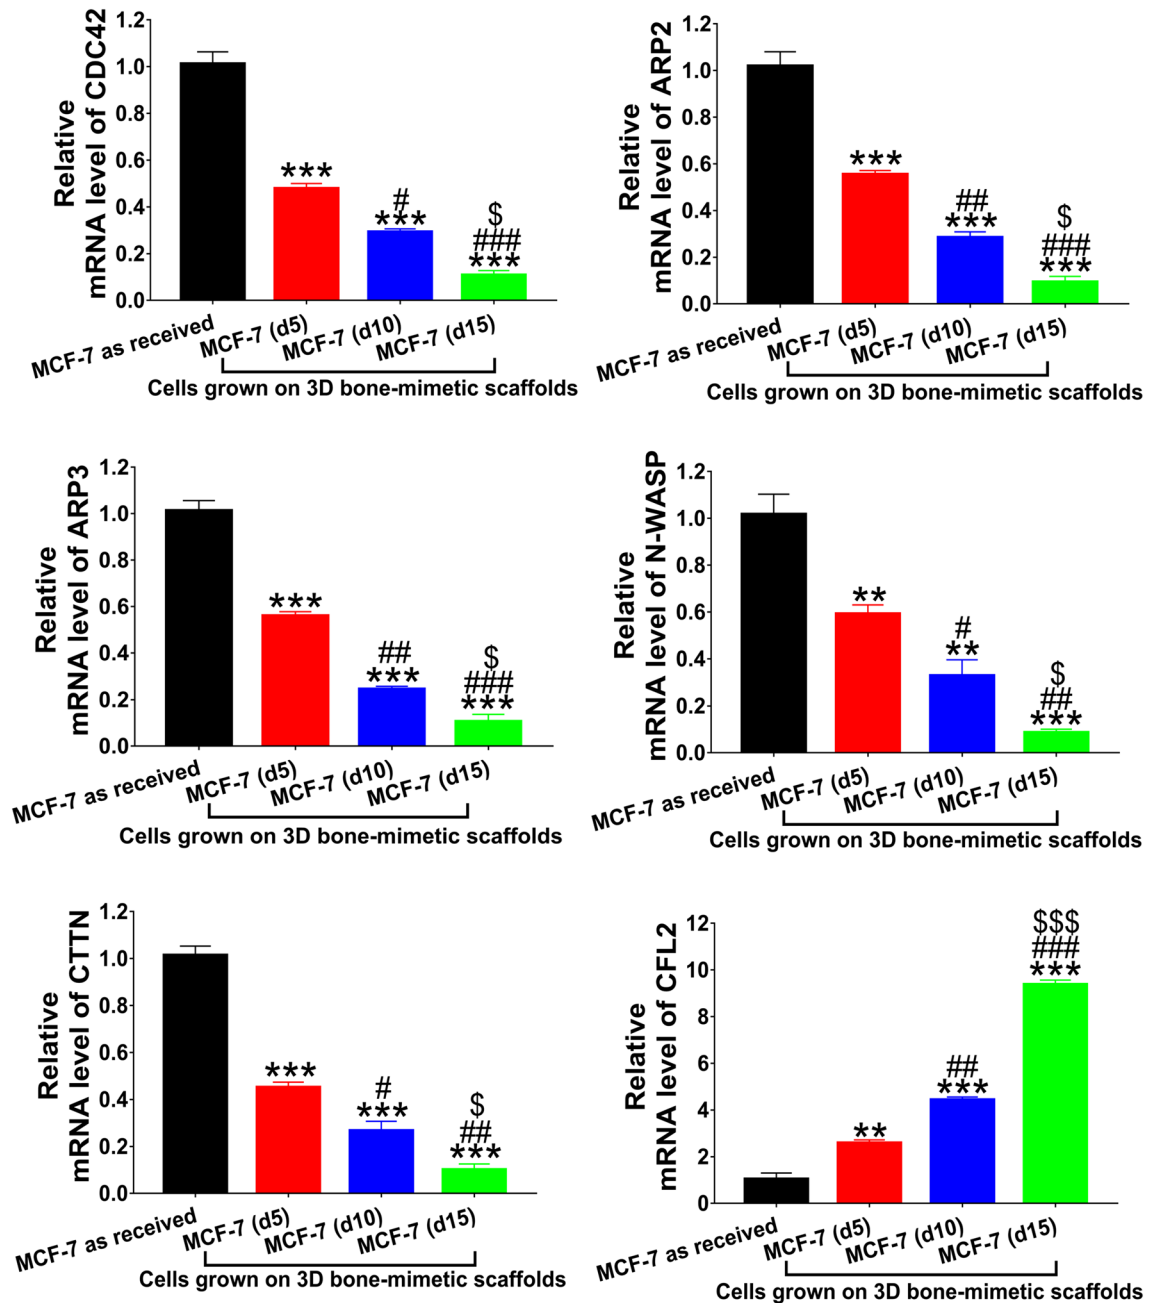 Relative
mRNA level of CDC42
1.2
1.0
0.8
0.6
0.4
0.2
0.0
***
#
***
$
###
***
MCF-7 as received
MCF-7 (d5)
MCF-7 (d10)
MCF-7 (d15)
Cells grown on 3D bone-mimetic scaffolds
Relative
mRNA level of ARP2
1.2
1.0
0.8
0.6
0.4
0.2
0.0
***
##
***
$
###
***
MCF-7 as received
MCF-7 (d5)
MCF-7 (d10)
MCF-7 (d15)
Cells grown on 3D bone-mimetic scaffolds
Relative
mRNA level of ARP3
1.2
1.0
0.8
0.6
0.4
0.2
0.0
***
##
***
$
###
***
MCF-7 as received
MCF-7 (d5)
MCF-7 (d10)
MCF-7 (d15)
Cells grown on 3D bone-mimetic scaffolds
Relative
mRNA level of N-WASP
1.2
1.0
0.8
0.6
0.4
0.2
0.0
**
#
**
$
##
***
MCF-7 as received
MCF-7 (d5)
MCF-7 (d10)
MCF-7 (d15)
Cells grown on 3D bone-mimetic scaffolds
Relative
mRNA level of CTTN
1.2
1.0
0.8
0.6
0.4
0.2
0.0
***
#
***
$
##
***
MCF-7 as received
MCF-7 (d5)
MCF-7 (d10)
MCF-7 (d15)
Cells grown on 3D bone-mimetic scaffolds
Relative
mRNA level of CFL2
12
10
8
6
4
2
0
**
##
***
$$$
###
***
MCF-7 as received
MCF-7 (d5)
MCF-7 (d10)
MCF-7 (d15)
Cells grown on 3D bone-mimetic scaffolds